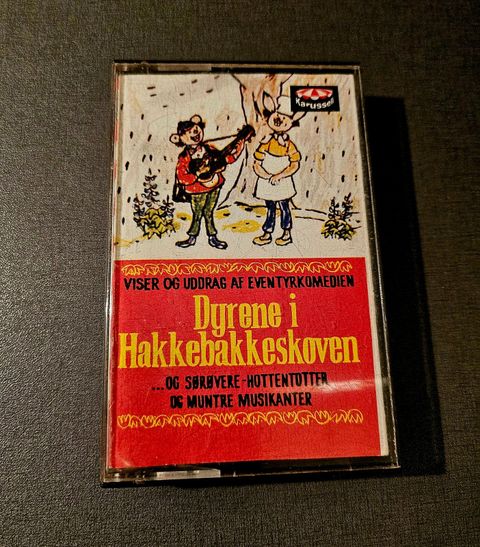 Karussell
VISER OG UDDRAG AF EVENTYRKOMEDIEN
Dyrene i
Hakkebakkeskoven
...OG SØRØVERE-HOTTENTOTTER
OG MUNTRE MUSIKANTER